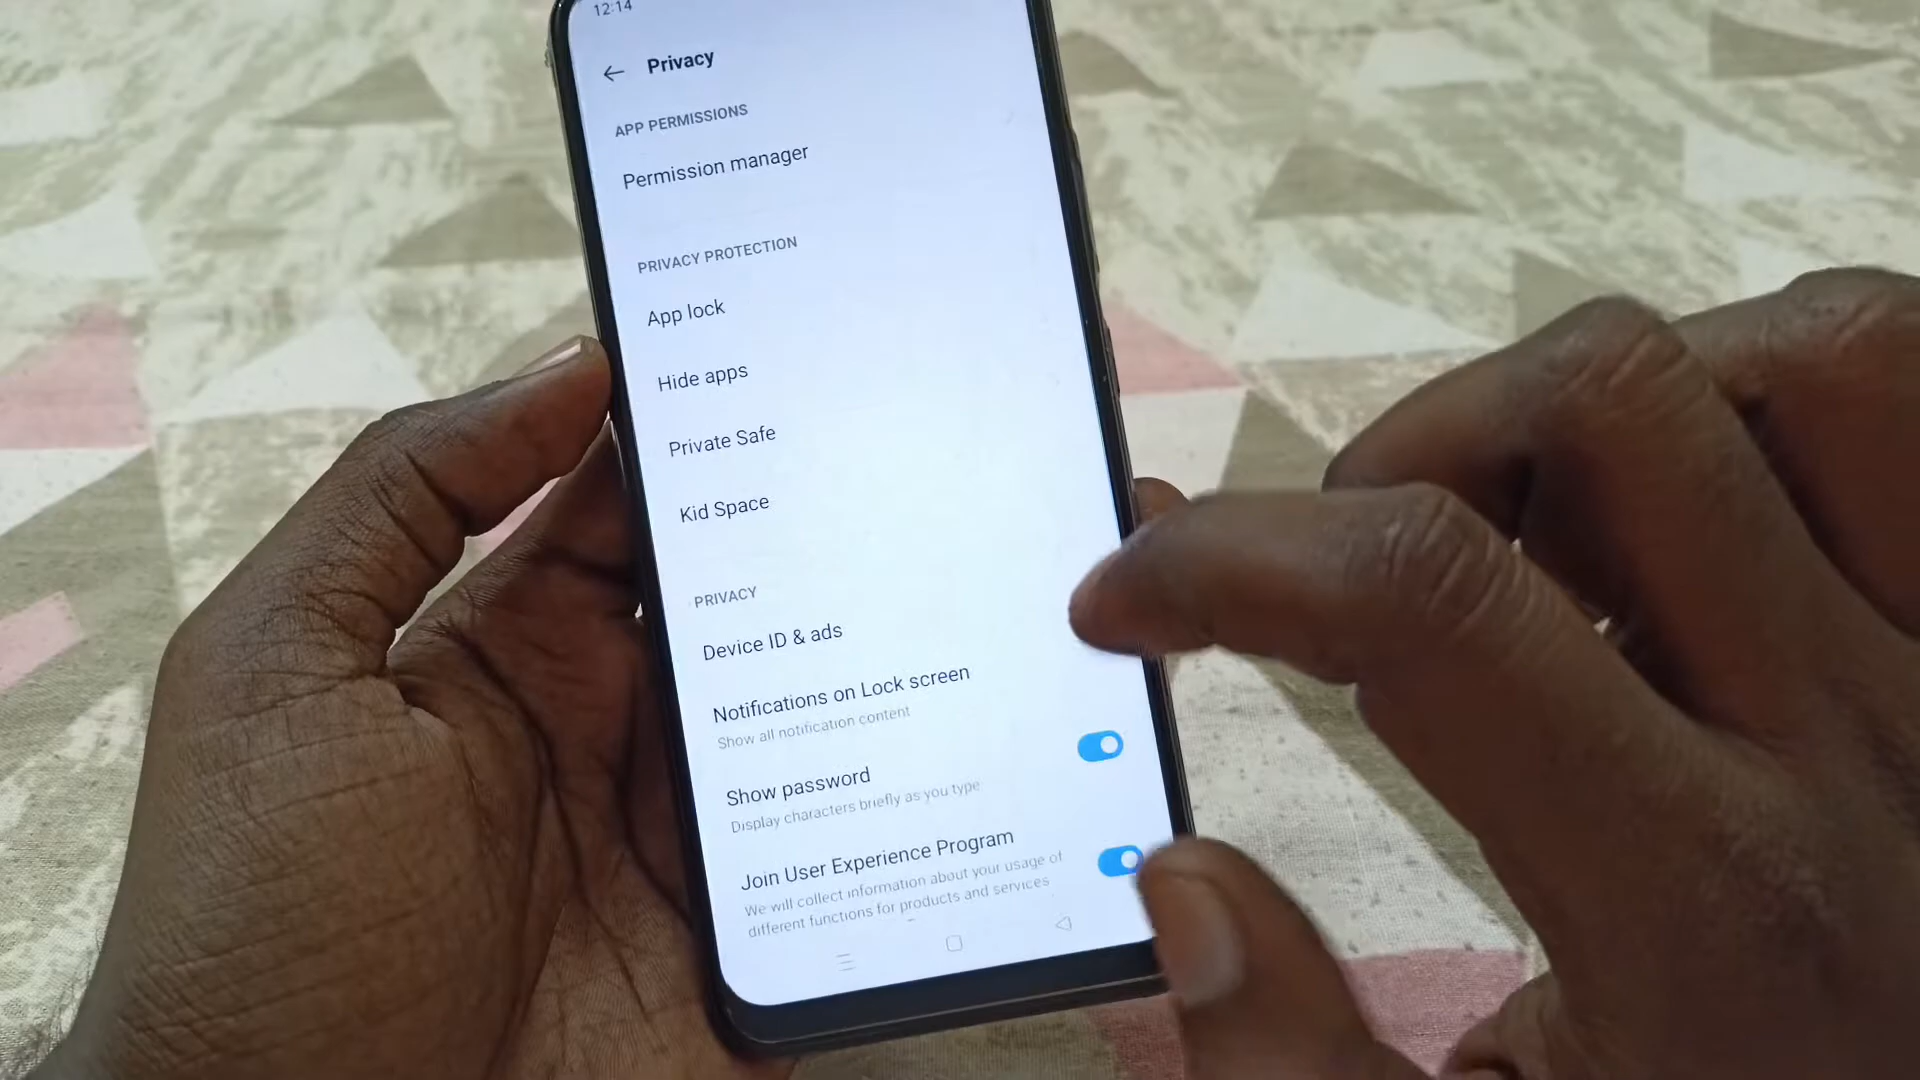 12:14
Privacy
APP PERMISSIONS
Permission manager
PRIVACY PROTECTION
App lock
Hide apps
Private Safe
Kid Space
PRIVACY
Device ID & ads
Notifications on Lock screen
Show all notification content
Show password
Display characters briefly as you type
Join User Experience Program
We will collect information about your usage of
different functions for products and services